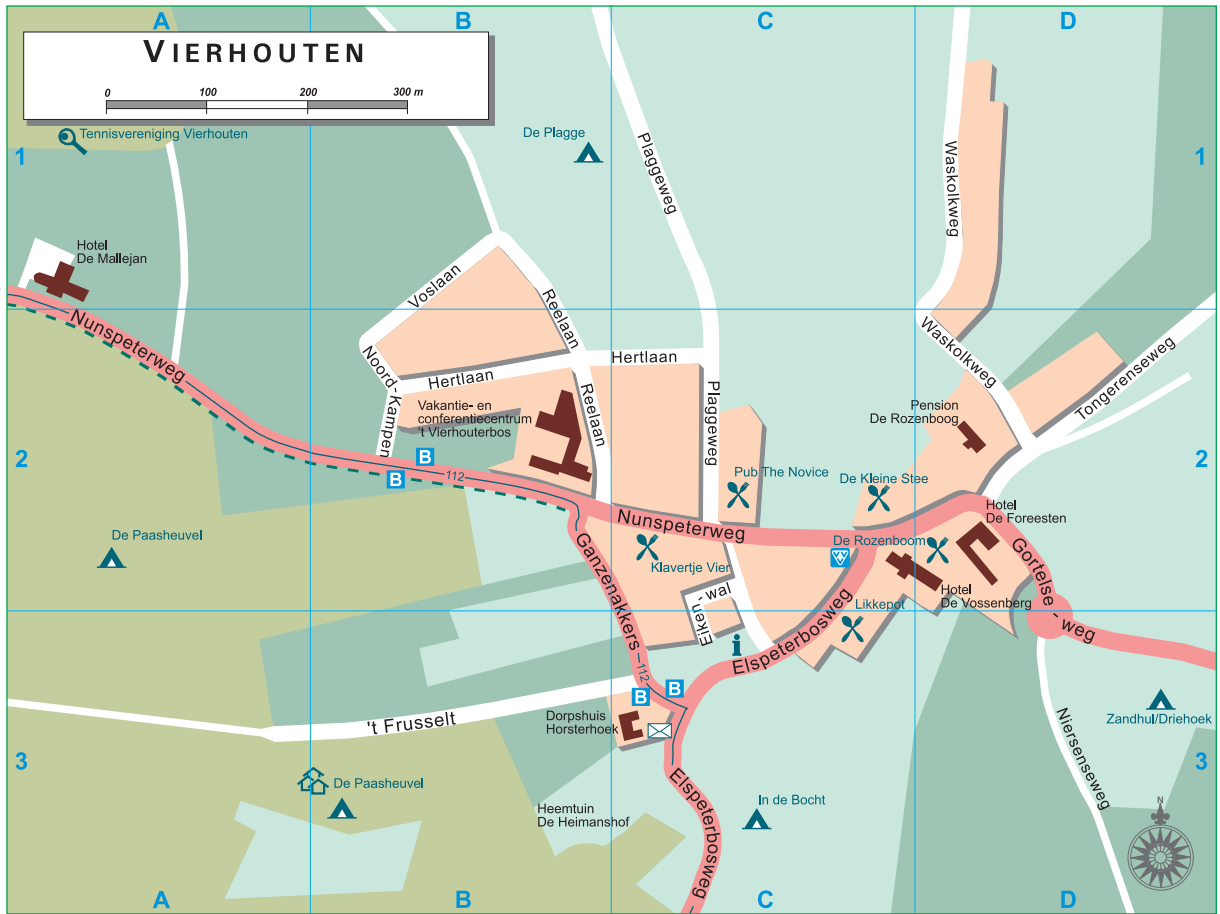 A
B
C
D
VIERHOUTEN
0
100
200
300 m
Tennisvereniging Vierhouten
De Plagge
1
1
Plaggeweg
Waskolkweg
Hotel
De Mallejan
Voslaan
Reelaan
Nunspeterweg
Noord-Kampen
Hertlaan
Hertlaan
Waskolkweg
Tongerenseweg
Vakantie- en
conferentiecentrum
't Vierhouterbos
Reelaan
Plaggeweg
Pension
De Rozenboog
2
2
B
B
112
Pub The Novice
De Kleine Stee
Nunspeterweg
Hotel
De Foreesten
De Paasheuvel
Ganzenakkers
Klavertje Vier
VVV
De Rozenboom
Gortelse - weg
Hotel
De Vossenberg
Eiken - wal
Likkepot
i
Elspeterbosweg
112
B
B
't Frusselt
Dorpshuis
Horsterhoek
Zandhul/Driehoek
Niersenseweg
3
3
De Paasheuvel
Elspeterbosweg
In de Bocht
Heemtuin
De Heimanshof
N
A
B
C
D